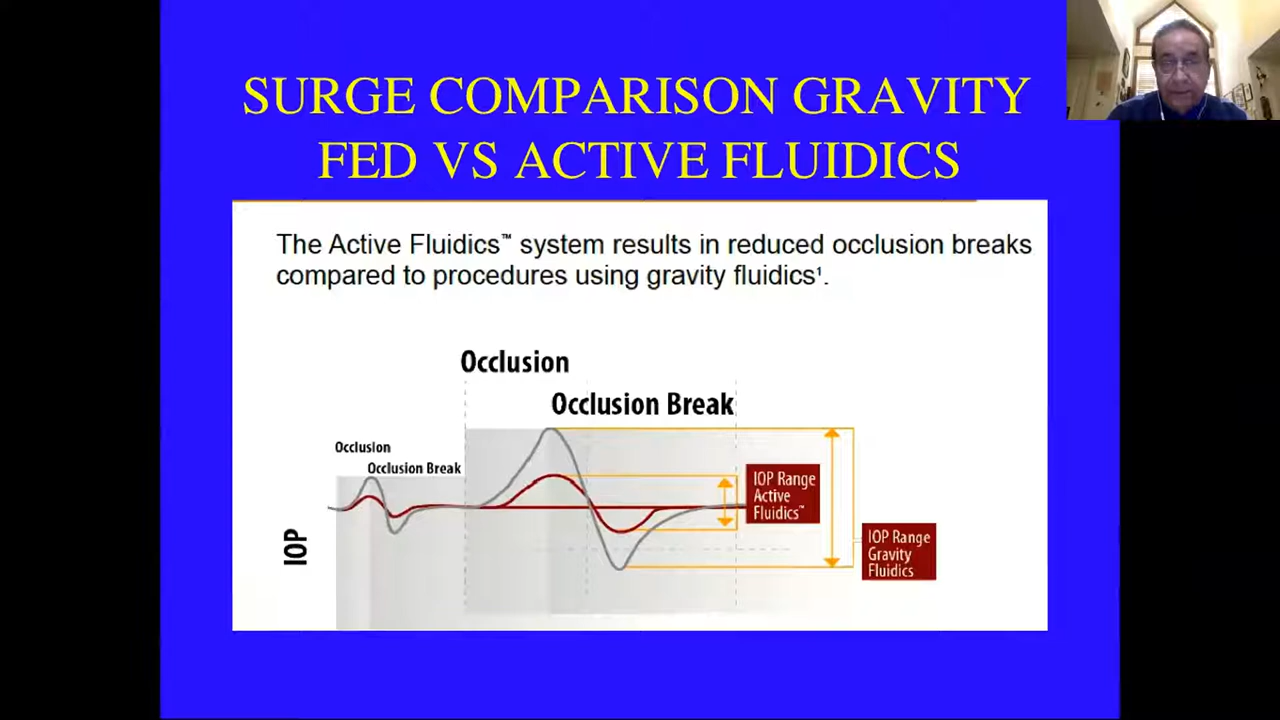 SURGE COMPARISON GRAVITY
FED VS ACTIVE FLUIDICS
The Active Fluidics™ system results in reduced occlusion breaks
compared to procedures using gravity fluidics¹.
Occlusion
Occlusion Break
Occlusion
Occlusion Break
IOP
IOP Range
Active
Fluidics™
IOP Range
Gravity
Fluidics